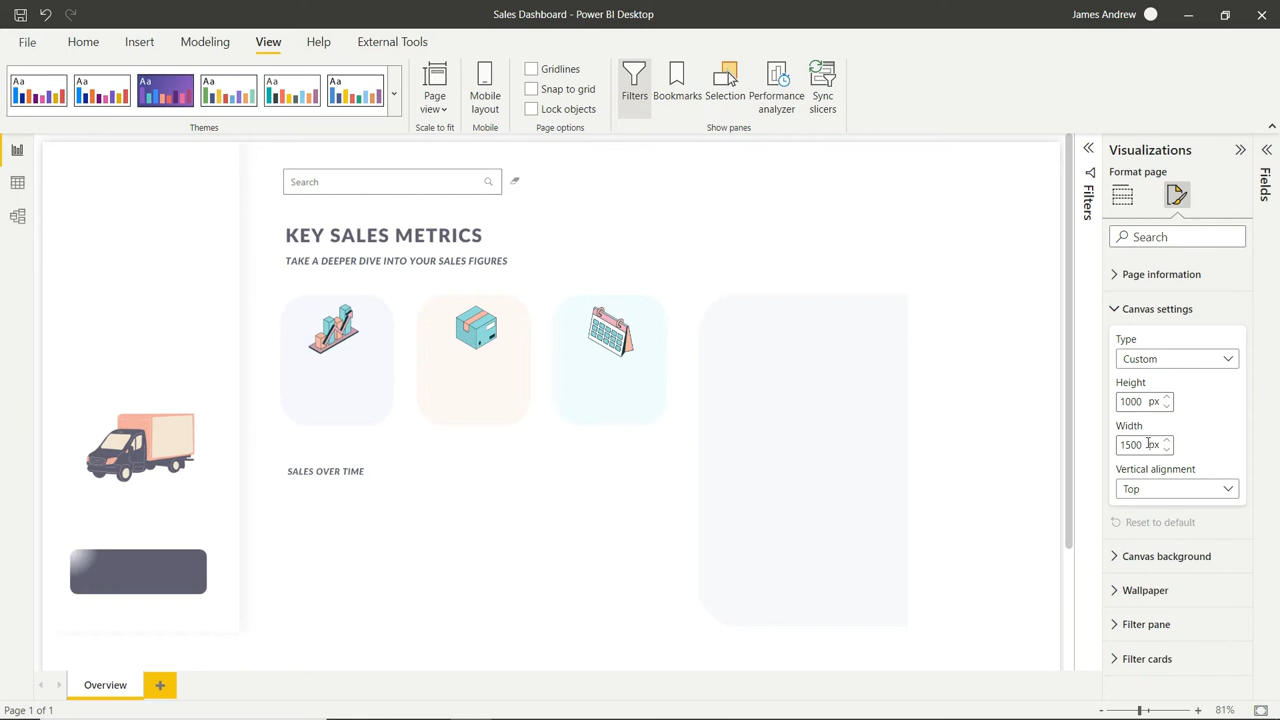 Sales Dashboard - Power BI Desktop
James Andrew
File
Home
Insert
Modeling
View
Help
External Tools
Aa
Aa
Aa
Aa
Aa
Aa
Themes
Page
view
Scale to fit
Mobile
layout
Mobile
Gridlines
Snap to grid
Lock objects
Page options
Filters
Bookmarks
Selection
Performance
analyzer
Sync
slicers
Show panes
Search
KEY SALES METRICS
TAKE A DEEPER DIVE INTO YOUR SALES FIGURES
SALES OVER TIME
Filters
Visualizations
Format page
Search
Page information
Canvas settings
Type
Custom
Height
1000 px
Width
1500 px
Vertical alignment
Top
Reset to default
Canvas background
Wallpaper
Filter pane
Filter cards
Fields
Overview
Page 1 of 1
81%